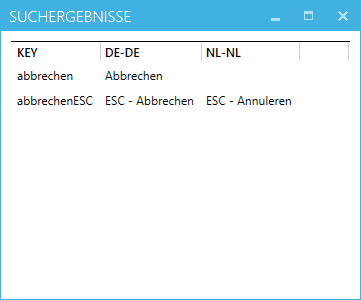 SUCHERGEBNISSE
KEY DE-DE NL-NL
abbrechen Abbrechen
abbrechenESC ESC - Abbrechen ESC - Annuleren